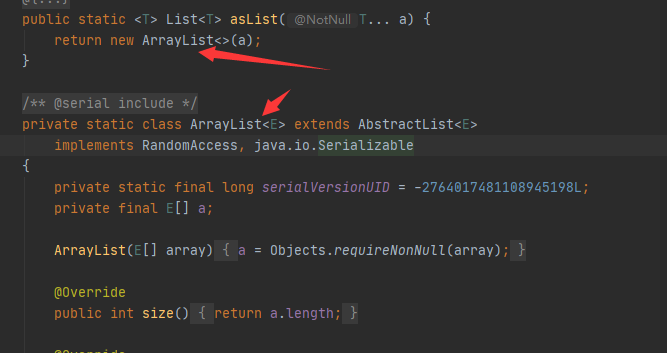 @{...}
public static <T> List<T> asList( @NotNull T... a) {
return new ArrayList<>(a);
}
/** @serial include */
private static class ArrayList<E> extends AbstractList<E>
implements RandomAccess, java.io.Serializable
{
private static final long serialVersionUID = -2764017481108945198L;
private final E[] a;
ArrayList(E[] array) { a = Objects.requireNonNull(array); }
@Override
public int size() { return a.length; }
@Override